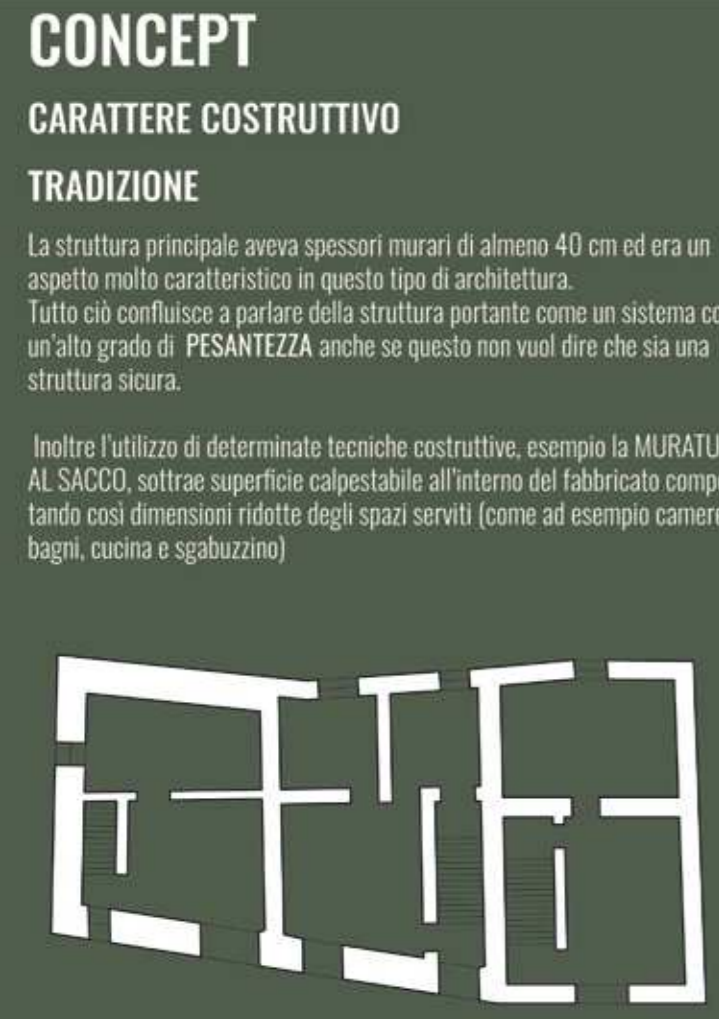 CONCEPT
CARATTERE COSTRUTTIVO
TRADIZIONE
La struttura principale aveva spessori murari di almeno 40 cm ed era un
aspetto molto caratteristico in questo tipo di architettura.
Tutto ciò confluisce a parlare della struttura portante come un sistema co
un'alto grado di PESANTEZZA anche se questo non vuol dire che sia una
struttura sicura.
Inoltre l'utilizzo di determinate tecniche costruttive, esempio la MURATU
AL SACCO, sottrae superficie calpestabile all'interno del fabbricato compo
tando così dimensioni ridotte degli spazi serviti (come ad esempio camere
bagni, cucina e sgabuzzino)